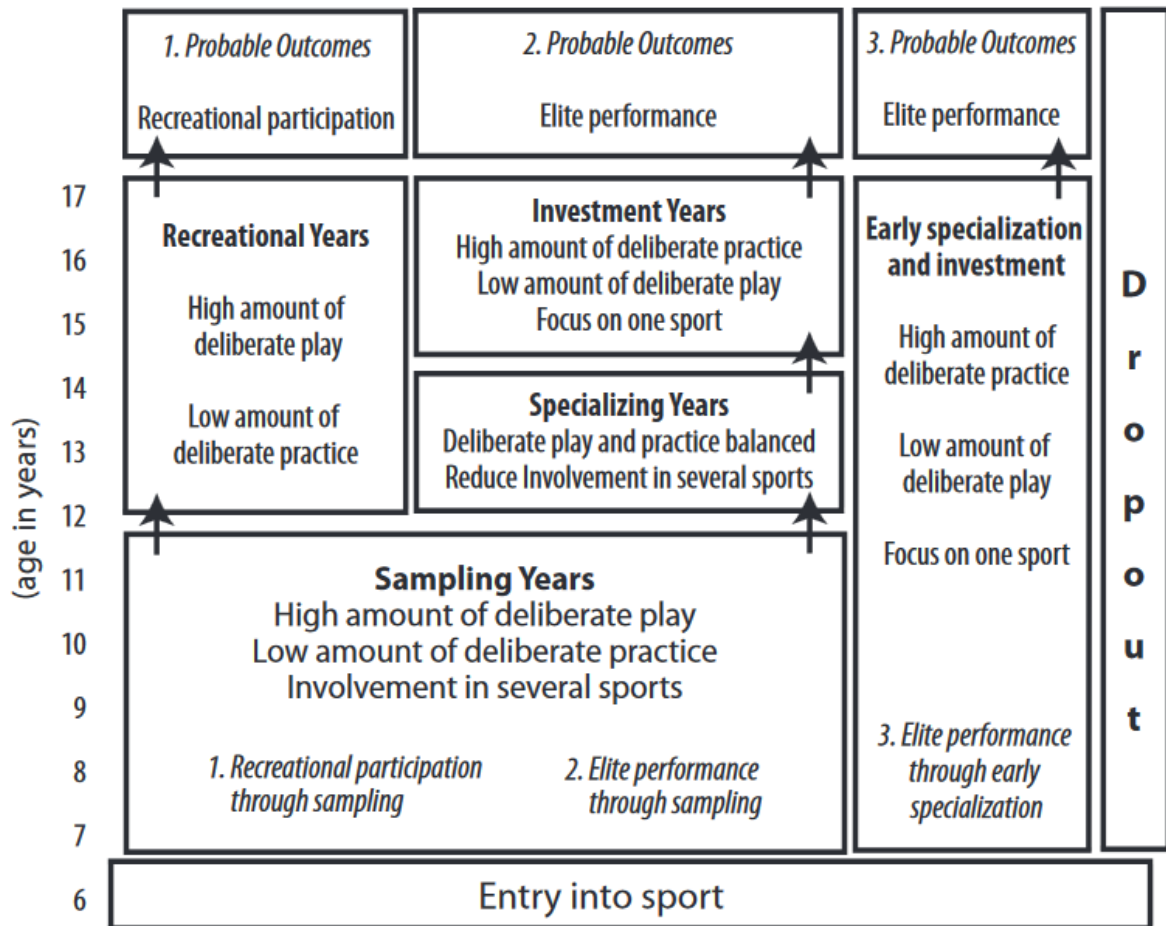 1. Probable Outcomes
Recreational participation
2. Probable Outcomes
Elite performance
3. Probable Outcomes
Elite performance
(age in years)
17
16
15
14
13
12
11
10
9
8
7
6
Recreational Years
High amount of
deliberate play
Low amount of
deliberate practice
Investment Years
High amount of deliberate practice
Low amount of deliberate play
Focus on one sport
Specializing Years
Deliberate play and practice balanced
Reduce Involvement in several sports
Early specialization
and investment
High amount of
deliberate practice
Low amount of
deliberate play
Focus on one sport
3. Elite performance
through early
specialization
Sampling Years
High amount of deliberate play
Low amount of deliberate practice
Involvement in several sports
1. Recreational participation
through sampling
2. Elite performance
through sampling
Dropout
Entry into sport